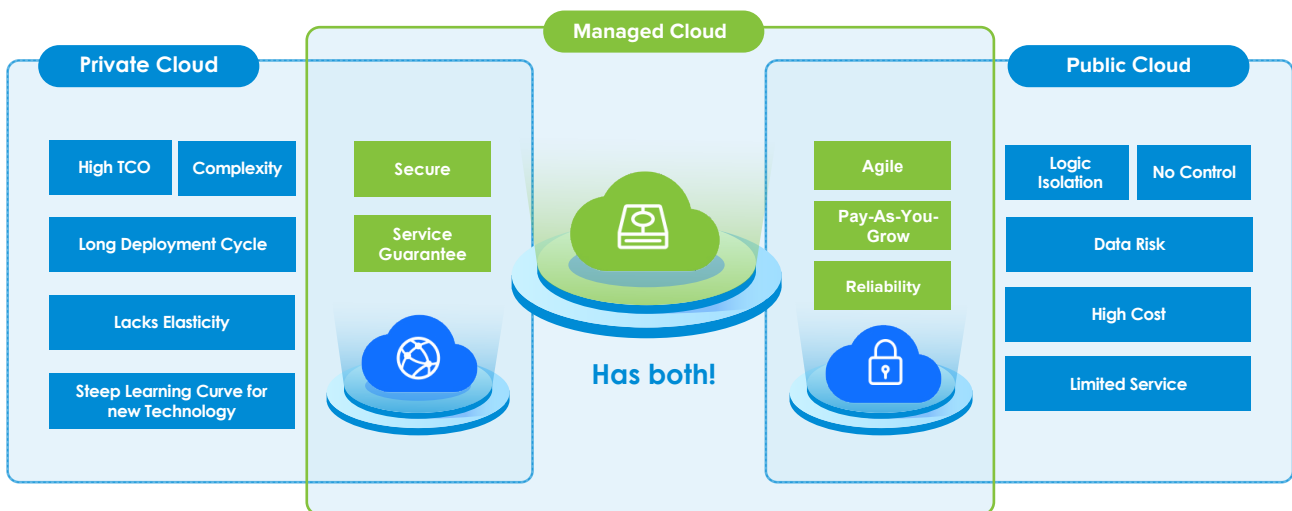 Managed Cloud
Private Cloud
Public Cloud
High TCO
Complexity
Long Deployment Cycle
Lacks Elasticity
Steep Learning Curve for
new Technology
Secure
Service
Guarantee
Has both!
Agile
Pay-As-You-
Grow
Reliability
Logic
Isolation
No Control
Data Risk
High Cost
Limited Service